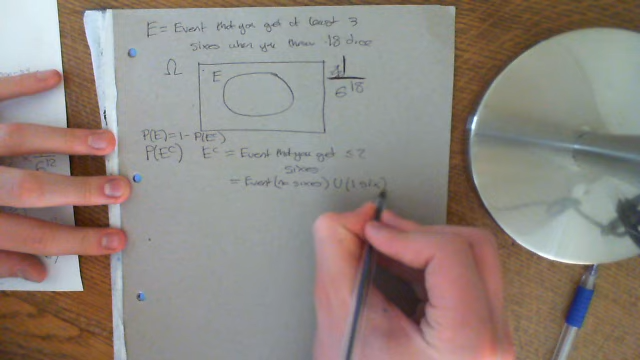 E = Event that you get at least 3
sixes when you throw 18 dice
Ω
E
6^18
P(E) = 1 - P(E^c)
P(E^c) E^c = Event that you get ≤ 2
sixes
= Event (no sixes) ∪ (1 six)